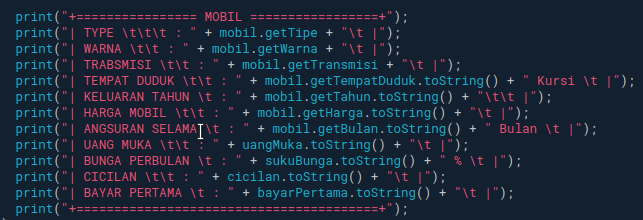 print("+=============== MOBIL ================+");
print("| TYPE \t\t\t : " + mobil.getTipe + "\t |");
print("| WARNA \t\t : " + mobil.getWarna + "\t |");
print("| TRABSMISI \t\t : " + mobil.getTransmisi + "\t |");
print("| TEMPAT DUDUK \t\t : " + mobil.getTempatDuduk.toString() + " Kursi \t |");
print("| KELUARAN TAHUN \t : " + mobil.getTahun.toString() + "\t\t |");
print("| HARGA MOBIL \t\t : " + mobil.getHarga.toString() + "\t |");
print("| ANGSURAN SELAMA \t : " + mobil.getBulan.toString() + " Bulan \t |");
print("| UANG MUKA \t\t : " + uangMuka.toString() + "\t |");
print("| BUNGA PERBULAN \t : " + sukuBunga.toString() + " % \t |");
print("| CICILAN \t\t : " + cicilan.toString() + "\t |");
print("| BAYAR PERTAMA \t : " + bayarPertama.toString() + "\t |");
print("+======================================+");